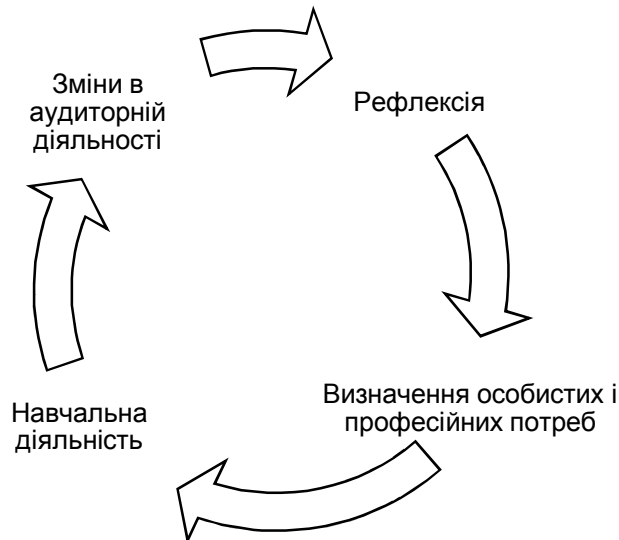 Зміни в
аудиторній
діяльності
Рефлексія
Визначення особистих і
професійних потреб
Навчальна
діяльність